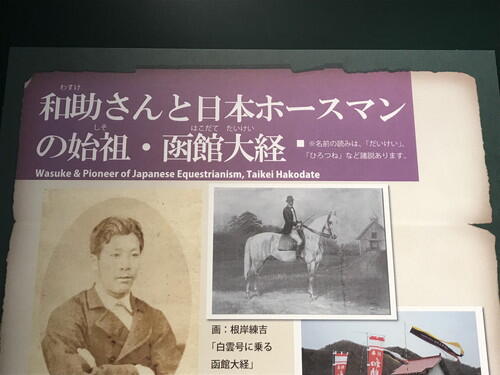 わすけ
和助さんと日本ホースマン
しそ はこだて たいけい
の始祖・函館大経
■ ※名前の読みは、「だいけい」、
「ひろつね」など諸説あります。
Wasuke & Pioneer of Japanese Equestrianism, Taikei Hakodate
画：根岸練吉
「白雲号に乗る
函館大経」